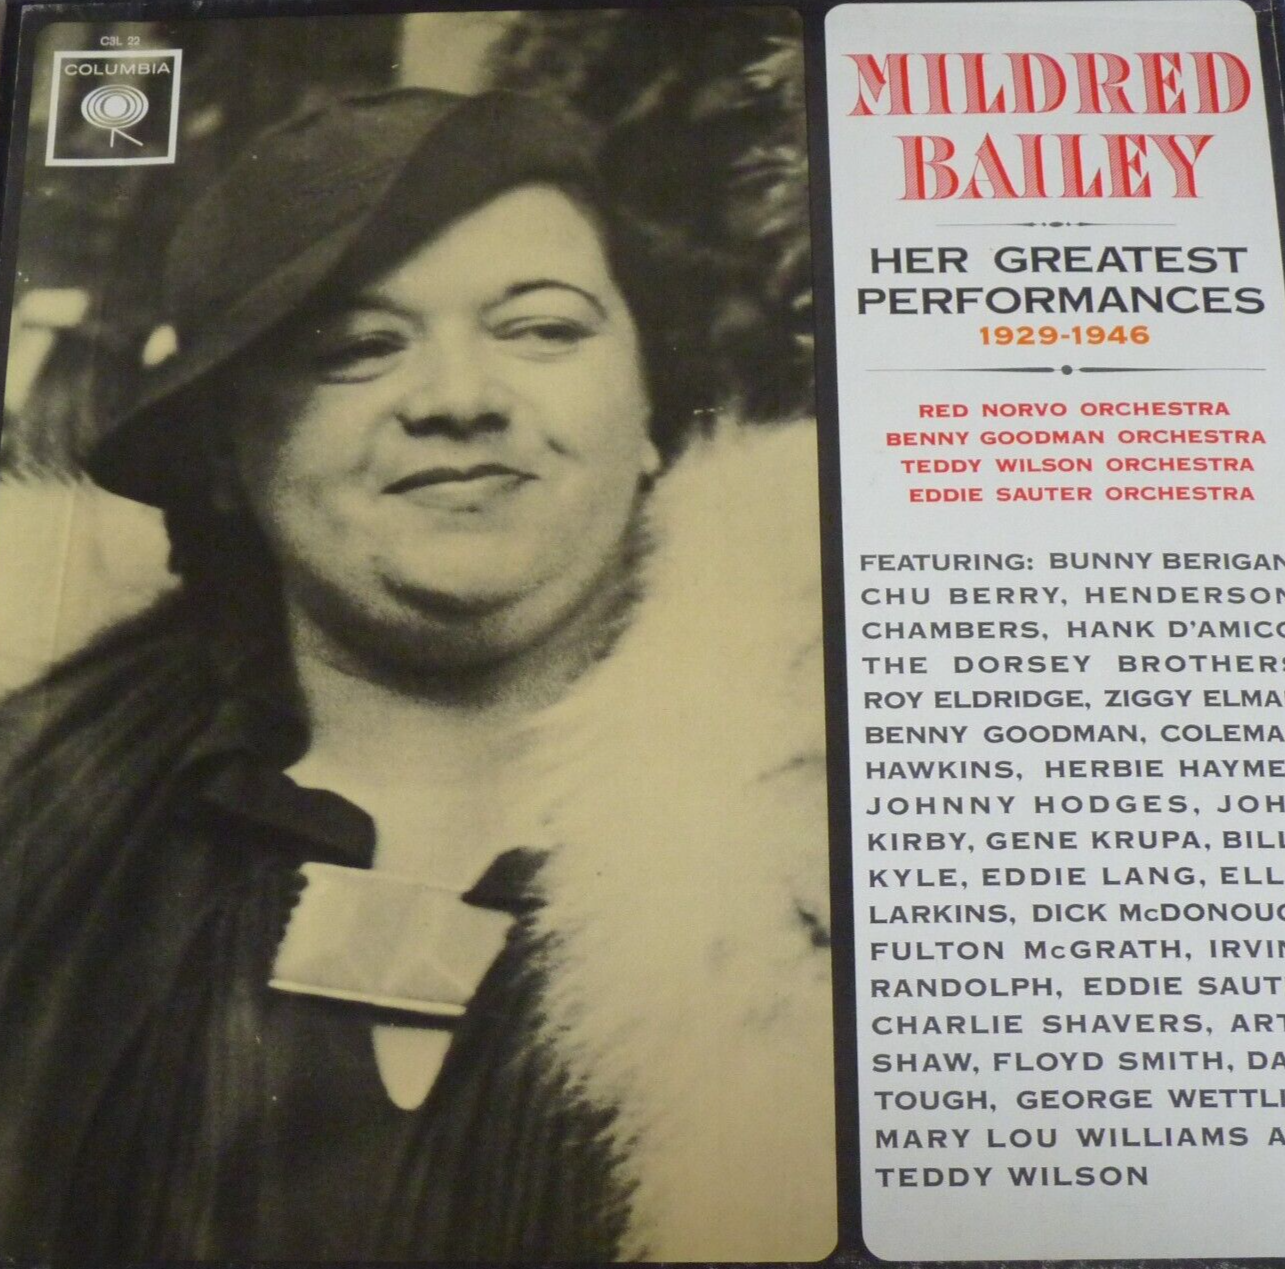 C3L 22
COLUMBIA
MILDRED
BAILEY
HER GREATEST
PERFORMANCES
1929-1946
RED NORVO ORCHESTRA
BENNY GOODMAN ORCHESTRA
TEDDY WILSON ORCHESTRA
EDDIE SAUTER ORCHESTRA
FEATURING: BUNNY BERIGAN
CHU BERRY, HENDERSON
CHAMBERS, HANK D'AMICO
THE DORSEY BROTHERS
ROY ELDRIDGE, ZIGGY
BENNY GOODMAN,
HAWKINS, HERBIE
JOHNNY HODGES,
KIRBY, GENE KRUPA,
KYLE, EDDIE LANG,
LARKINS, DICK
FULTON McGRATH,
RANDOLPH, EDDIE
CHARLIE SHAVERS,
SHAW, FLOYD SMITH,
TOUGH, GEORGE
MARY LOU WILLIAMS
TEDDY WILSON